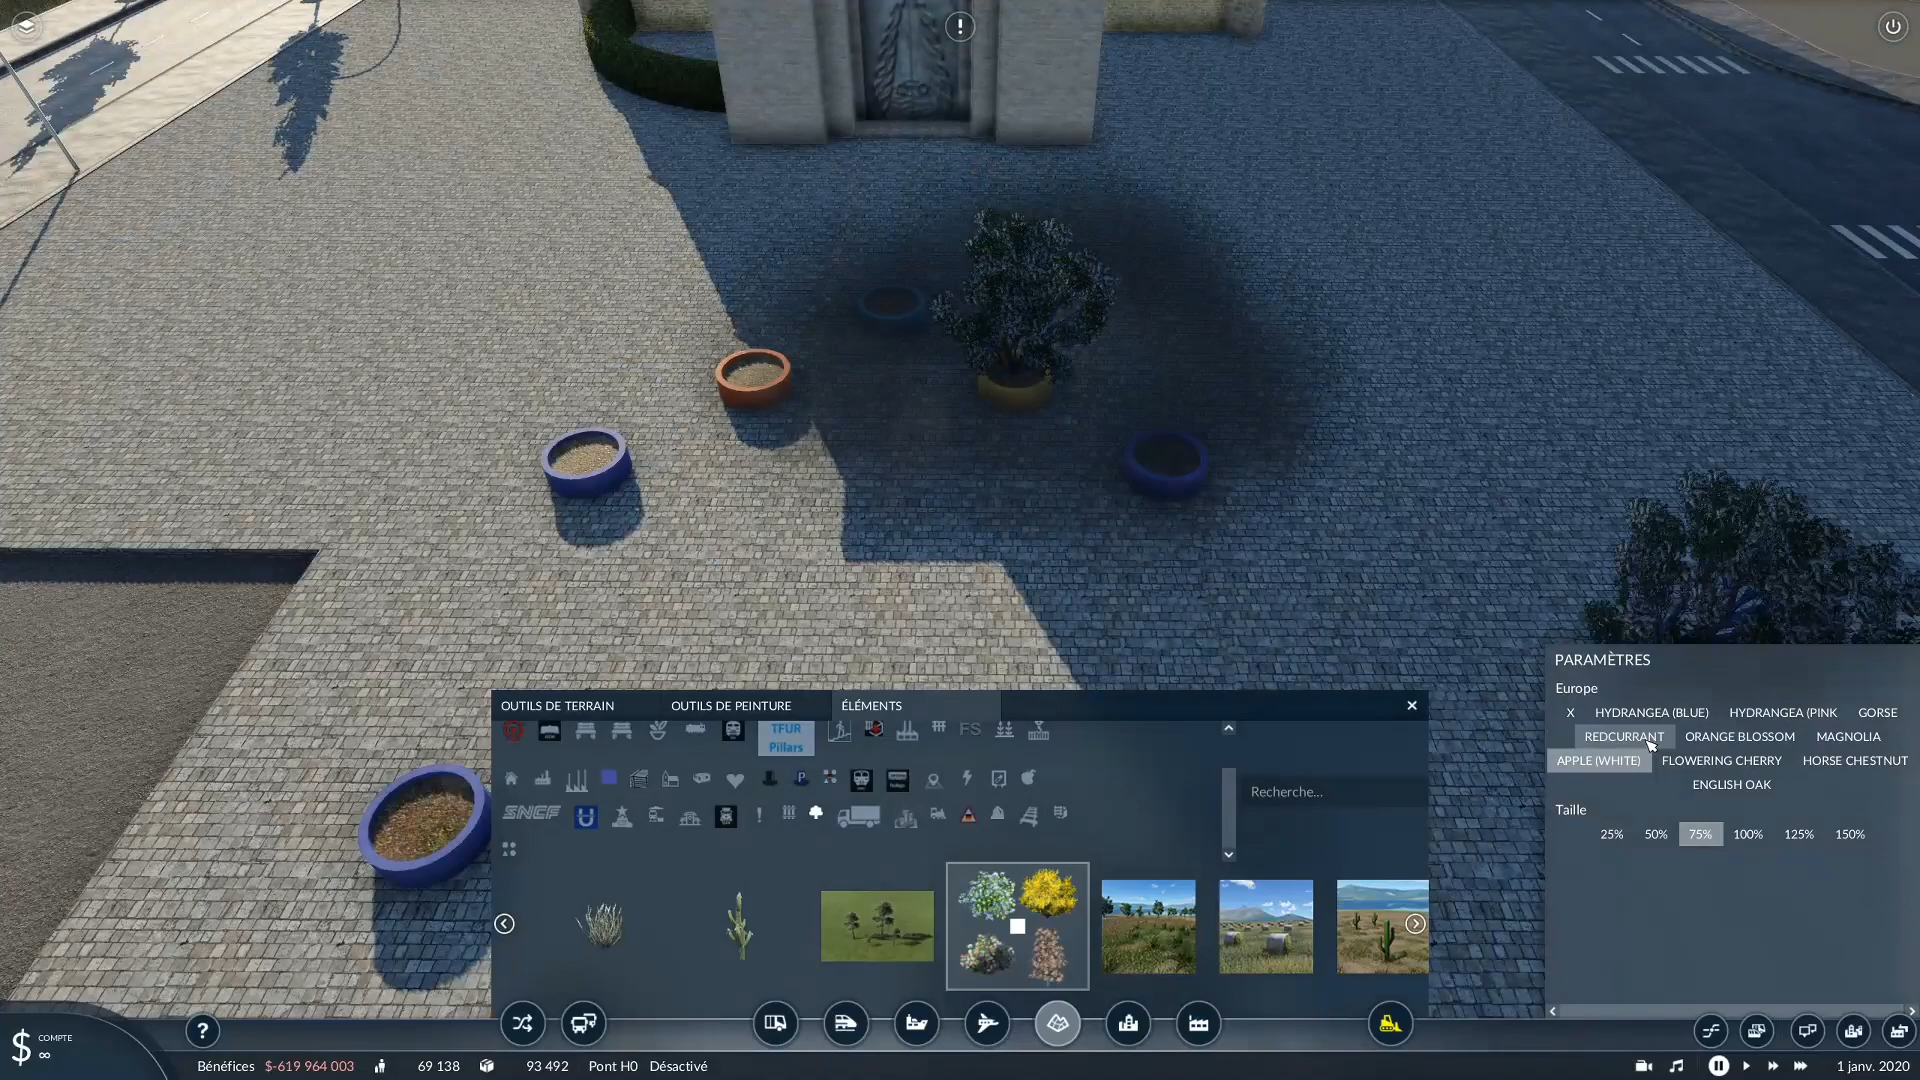 PARAMÈTRES
Europe
X HYDRANGEA (BLUE) HYDRANGEA (PINK GORSE
REDCURRANT ORANGE BLOSSOM MAGNOLIA
APPLE (WHITE) FLOWERING CHERRY HORSE CHESTNUT
ENGLISH OAK
Taille
25% 50% 75% 100% 125% 150%
OUTILS DE TERRAIN OUTILS DE PEINTURE ÉLÉMENTS
TFUR
Pillars
FS
P
SNCF
Recherche...
$ COMPTE
∞
?
Bénéfices $-619 964 003 69 138 93 492 Pont H0 Désactivé
1 janv. 2020